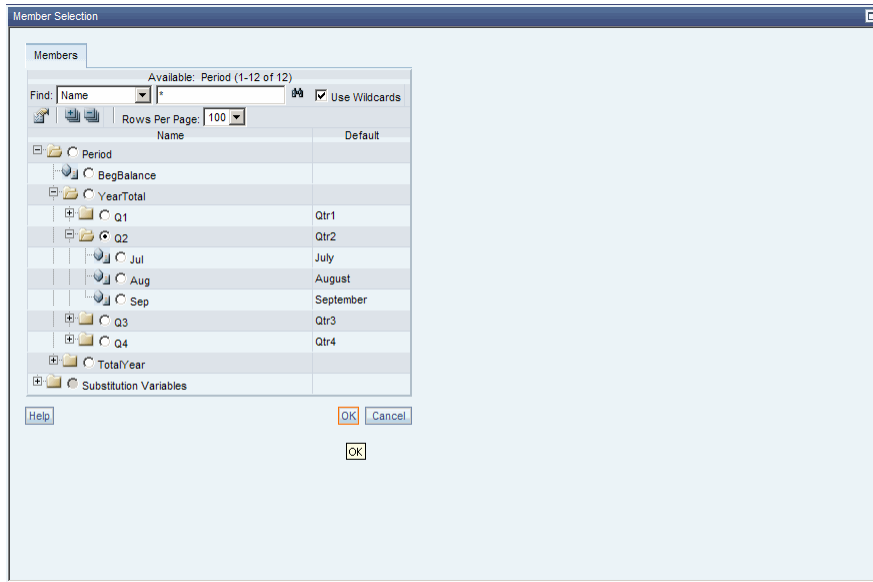 Member Selection
Members
Available: Period (1-12 of 12)
Find: Name * Use Wildcards
Rows Per Page: 100
Name Default
Period
BegBalance
YearTotal
Q1 Qtr1
Q2 Qtr2
Jul July
Aug August
Sep September
Q3 Qtr3
Q4 Qtr4
TotalYear
Substitution Variables
Help OK Cancel
OK